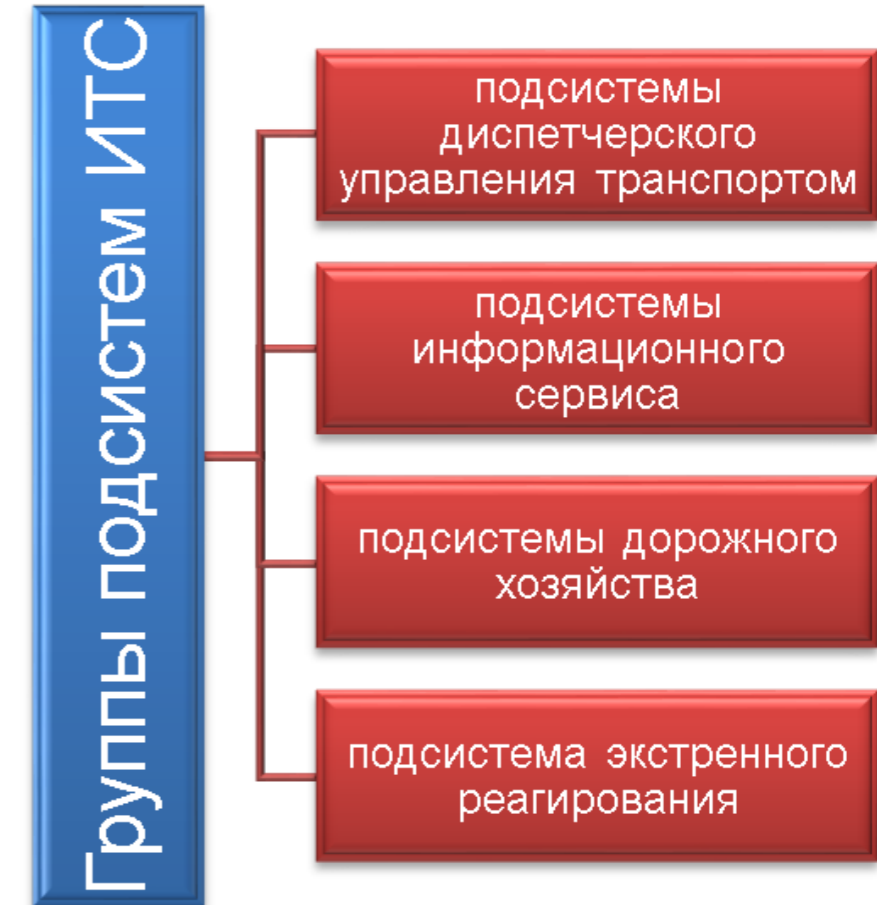 Группы подсистем ИТС
подсистемы
диспетчерского
управления транспортом
подсистемы
информационного
сервиса
подсистемы дорожного
хозяйства
подсистема экстренного
реагирования